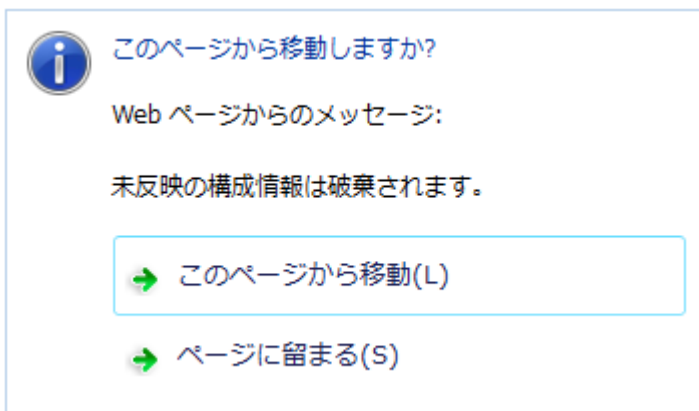 このページから移動しますか?
Web ページからのメッセージ:
未反映の構成情報は破棄されます。
このページから移動(L)
ページに留まる(S)